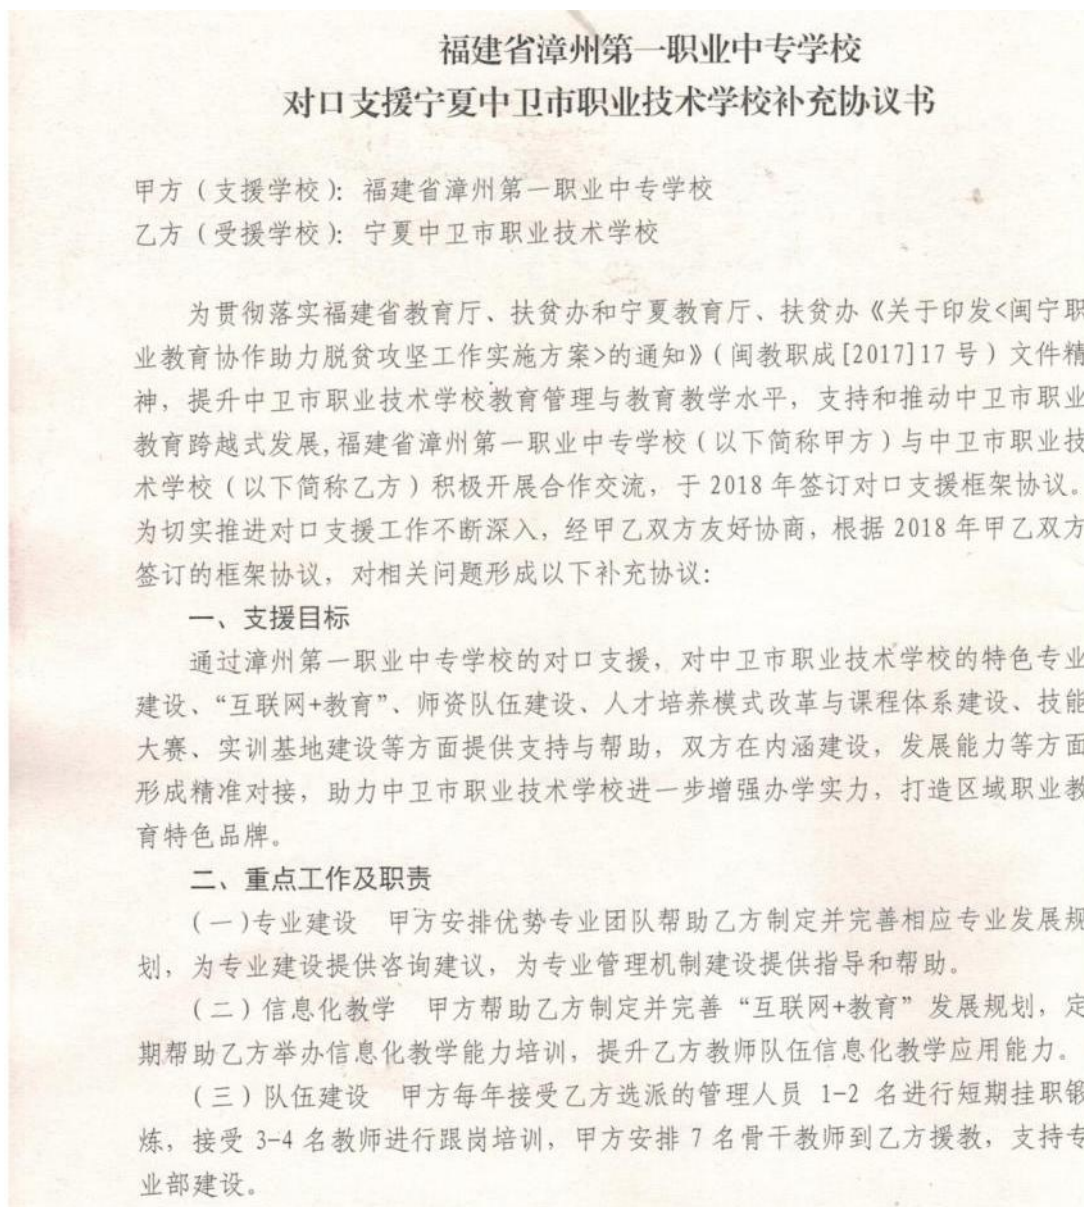 福建省漳州第一职业中专学校
对口支援宁夏中卫市职业技术学校补充协议书
甲方（支援学校）：福建省漳州第一职业中专学校
乙方（受援学校）：宁夏中卫市职业技术学校
为贯彻落实福建省教育厅、扶贫办和宁夏教育厅、扶贫办《关于印发<闽宁职
业教育协作助力脱贫攻坚工作实施方案>的通知》（闽教职成[2017]17 号）文件精
神，提升中卫市职业技术学校教育管理与教育教学水平，支持和推动中卫市职业
教育跨越式发展,福建省漳州第一职业中专学校（以下简称甲方）与中卫市职业技
术学校（以下简称乙方）积极开展合作交流，于 2018 年签订对口支援框架协议。
为切实推进对口支援工作不断深入，经甲乙双方友好协商，根据 2018 年甲乙双方
签订的框架协议，对相关问题形成以下补充协议：
一、支援目标
通过漳州第一职业中专学校的对口支援，对中卫市职业技术学校的特色专业
建设、“互联网+教育”、师资队伍建设、人才培养模式改革与课程体系建设、技能
大赛、实训基地建设等方面提供支持与帮助，双方在内涵建设，发展能力等方面
形成精准对接，助力中卫市职业技术学校进一步增强办学实力，打造区域职业教
育特色品牌。
二、重点工作及职责
（一）专业建设　甲方安排优势专业团队帮助乙方制定并完善相应专业发展规
划，为专业建设提供咨询建议，为专业管理机制建设提供指导和帮助。
（二）信息化教学　甲方帮助乙方制定并完善“互联网+教育”发展规划，定
期帮助乙方举办信息化教学能力培训，提升乙方教师队伍信息化教学应用能力。
（三）队伍建设　甲方每年接受乙方选派的管理人员 1-2 名进行短期挂职锻
炼，接受 3-4 名教师进行跟岗培训，甲方安排 7 名骨干教师到乙方援教，支持专
业部建设。